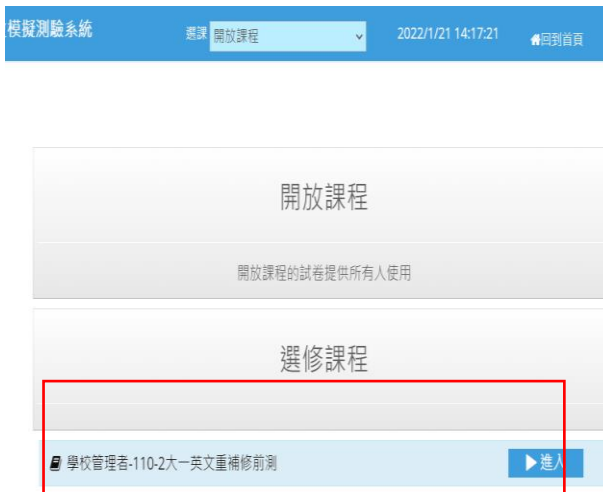 模擬測驗系統 選課 開放課程 2022/1/21 14:17:21 回到首頁
開放課程
開放課程的試卷提供所有人使用
選修課程
學校管理者-110-2大一英文重補修前測 進入